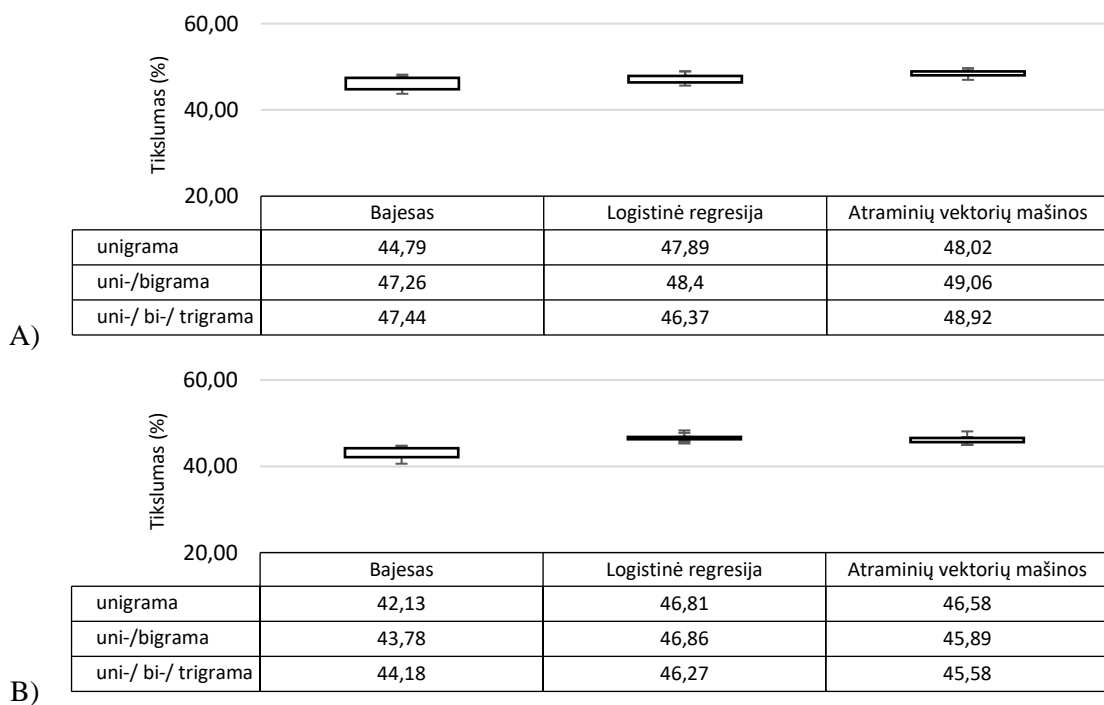 60,00
Tikslumas (%)
40,00
20,00
Bajesas Logistinė regresija Atraminių vektorių mašinos
unigrama 44,79 47,89 48,02
uni-/bigrama 47,26 48,4 49,06
uni-/ bi-/ trigrama 47,44 46,37 48,92
A)
60,00
Tikslumas (%)
40,00
20,00
Bajesas Logistinė regresija Atraminių vektorių mašinos
unigrama 42,13 46,81 46,58
uni-/bigrama 43,78 46,86 45,89
uni-/ bi-/ trigrama 44,18 46,27 45,58
B)